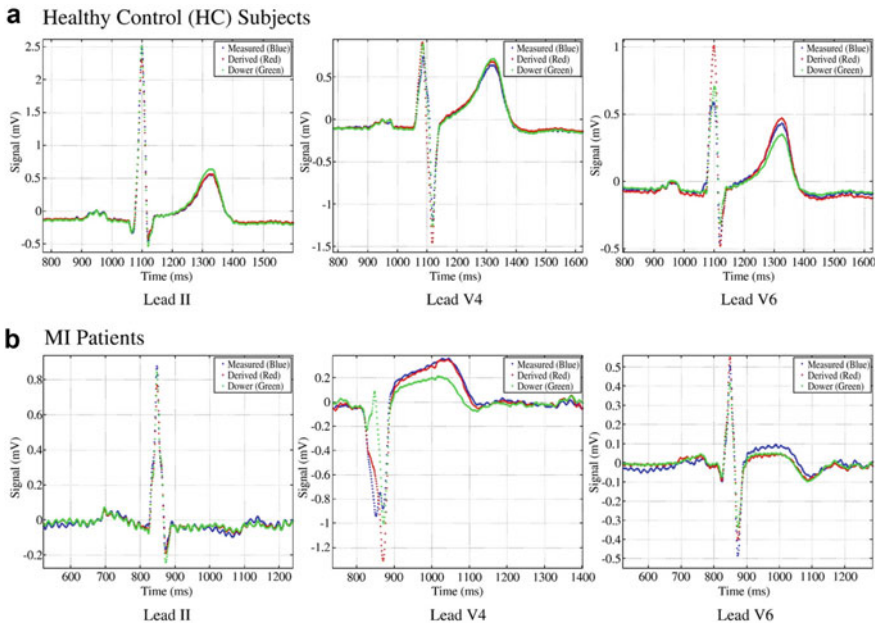 a Healthy Control (HC) Subjects
Measured (Blue)
Derived (Red)
Dower (Green)
Signal (mV)
2.5
2
1.5
1
0.5
0
-0.5
800 900 1000 1100 1200 1300 1400 1500
Time (ms)
Lead II
Measured (Blue)
Derived (Red)
Dower (Green)
Signal (mV)
0.5
0
-0.5
-1
-1.5
800 900 1000 1100 1200 1300 1400 1500 1600
Time (ms)
Lead V4
Measured (Blue)
Derived (Red)
Dower (Green)
Signal (mV)
1
0.5
0
-0.5
800 900 1000 1100 1200 1300 1400 1500 1600
Time (ms)
Lead V6
b MI Patients
Measured (Blue)
Derived (Red)
Dower (Green)
Signal (mV)
0.8
0.6
0.4
0.2
0
-0.2
600 700 800 900 1000 1100 1200
Time (ms)
Lead II
Measured (Blue)
Derived (Red)
Dower (Green)
Signal (mV)
0.2
0
-0.2
-0.4
-0.6
-0.8
-1
-1.2
800 900 1000 1100 1200 1300 1400
Time (ms)
Lead V4
Measured (Blue)
Derived (Red)
Dower (Green)
Signal (mV)
0.5
0.4
0.3
0.2
0.1
0
-0.1
-0.2
-0.3
-0.4
-0.5
600 700 800 900 1000 1100 1200
Time (ms)
Lead V6